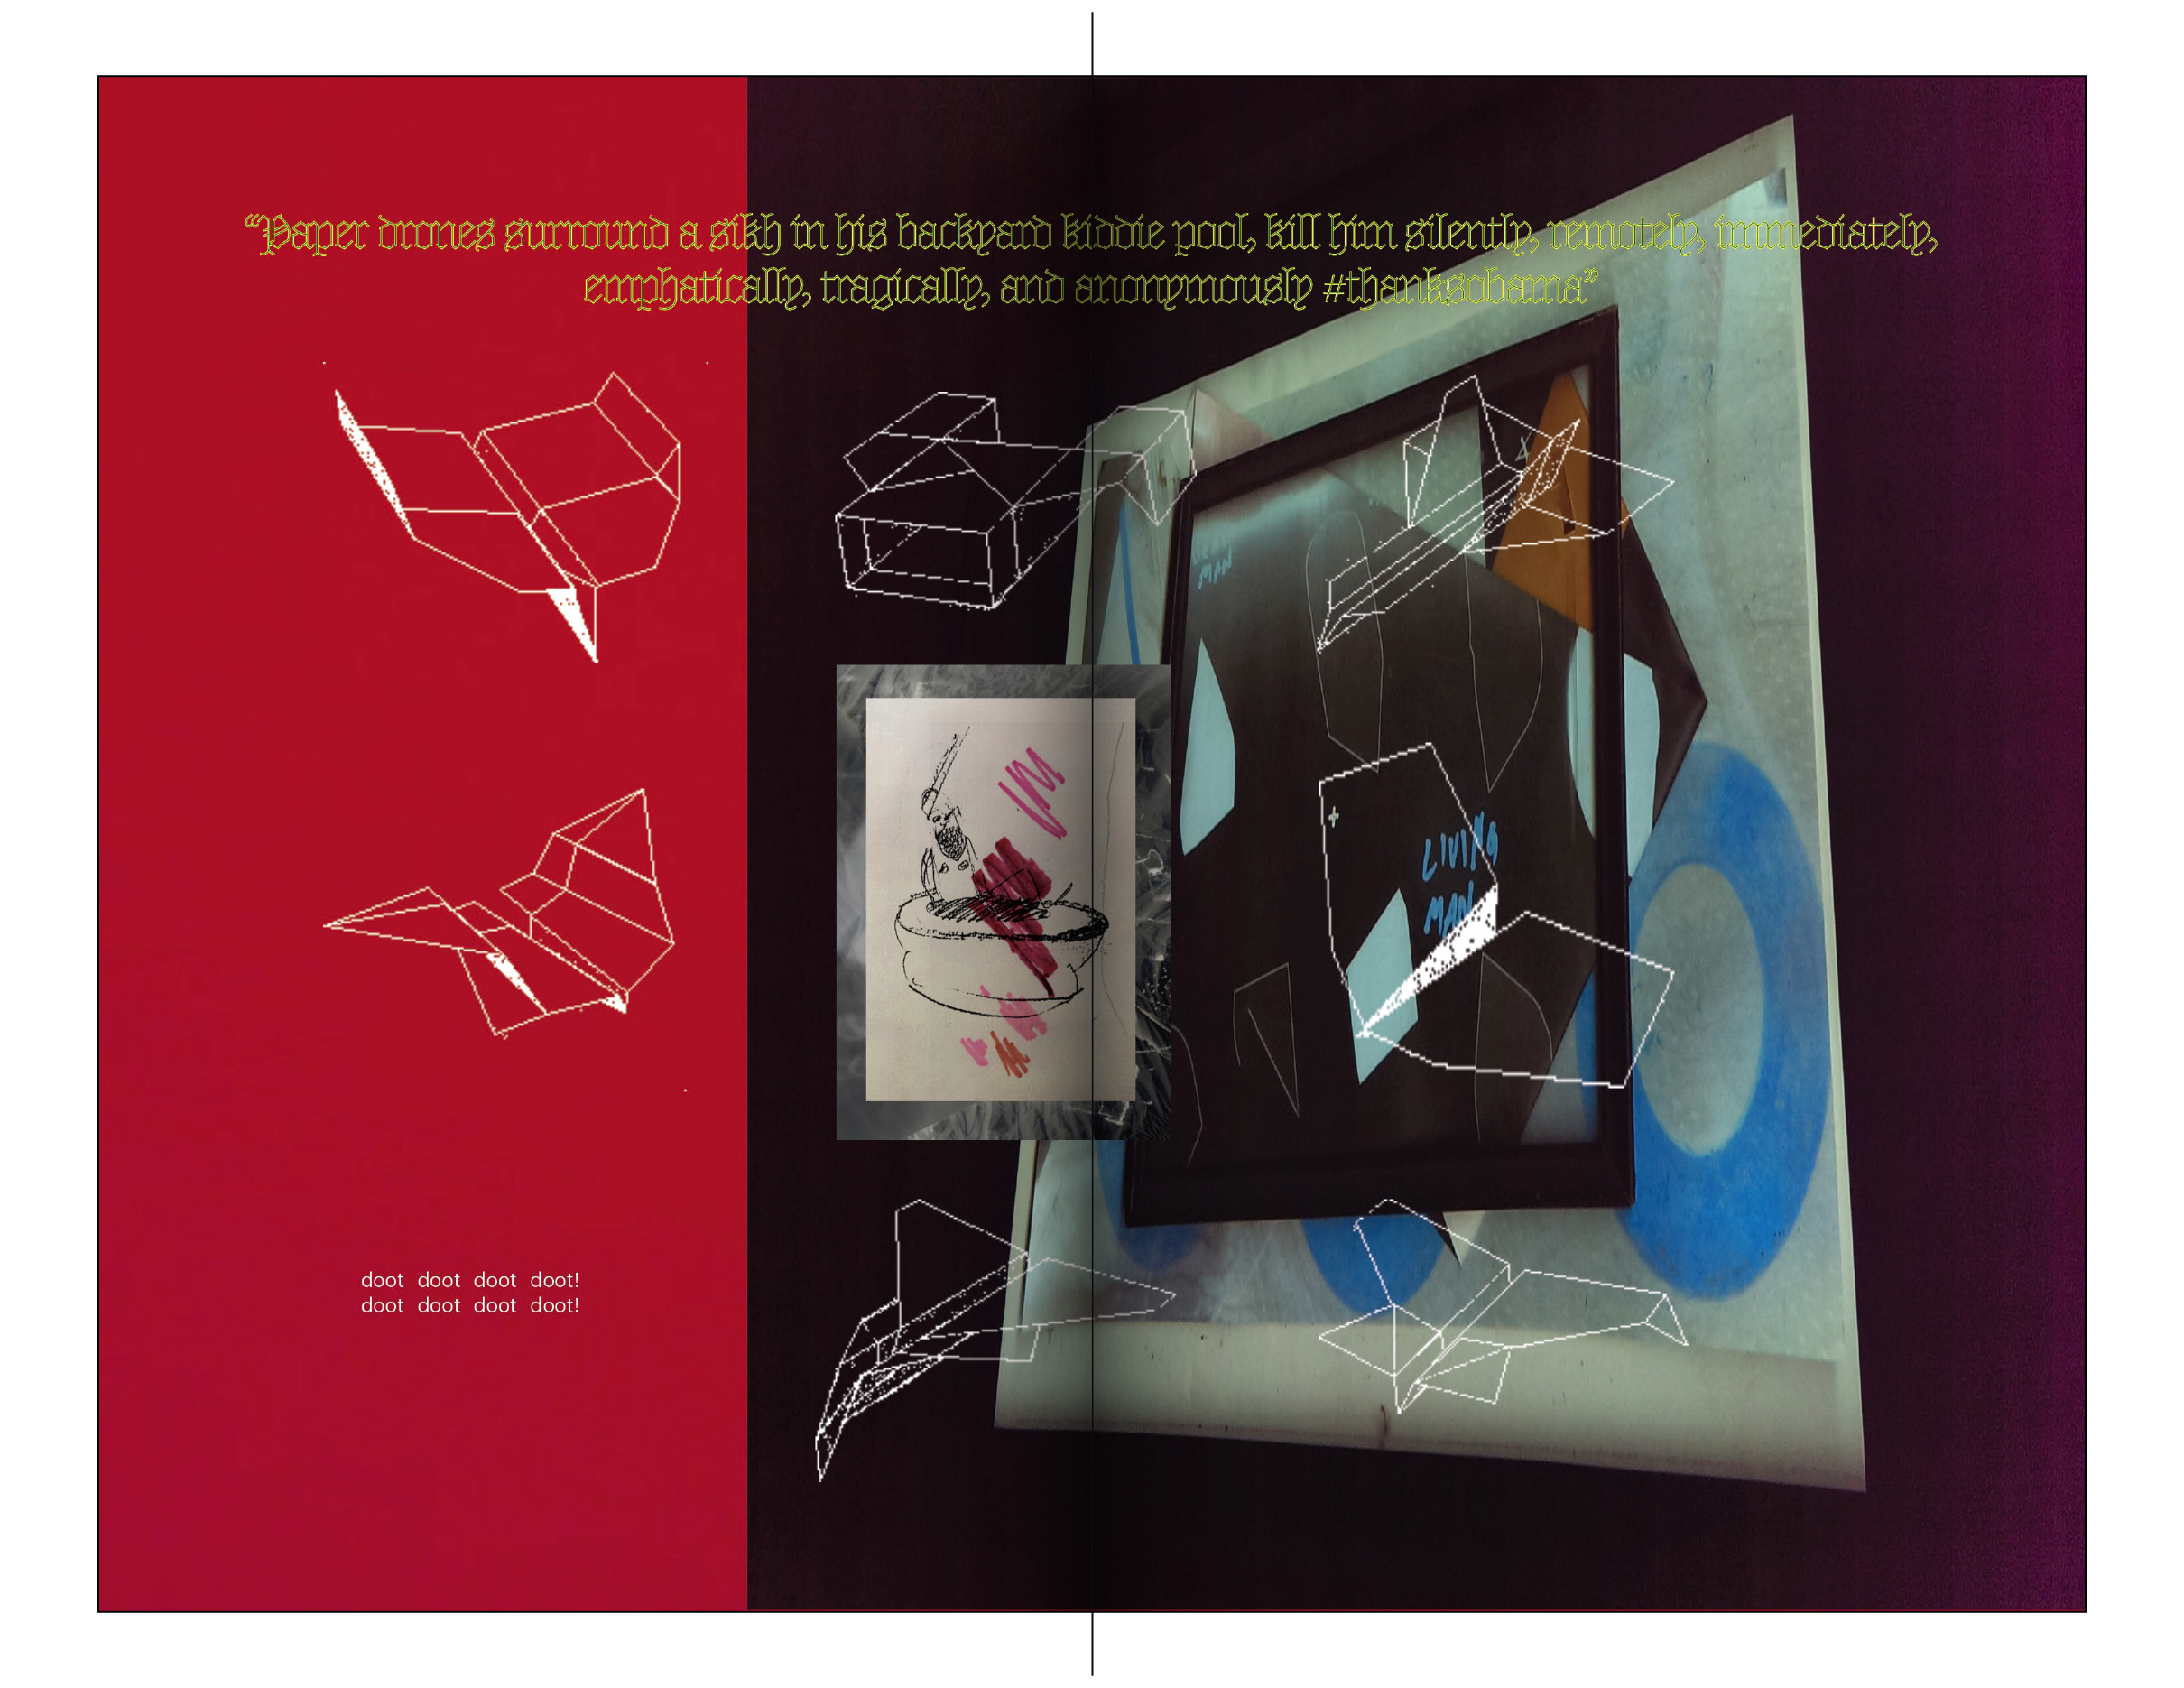 “Paper drones surround a sikh in his backyard kiddie pool, kill him silently, remotely, immediately,
emphatically, tragically, and anonymously #thanksobama”
MAN
LIVING
MAN
doot doot doot doot!
doot doot doot doot!